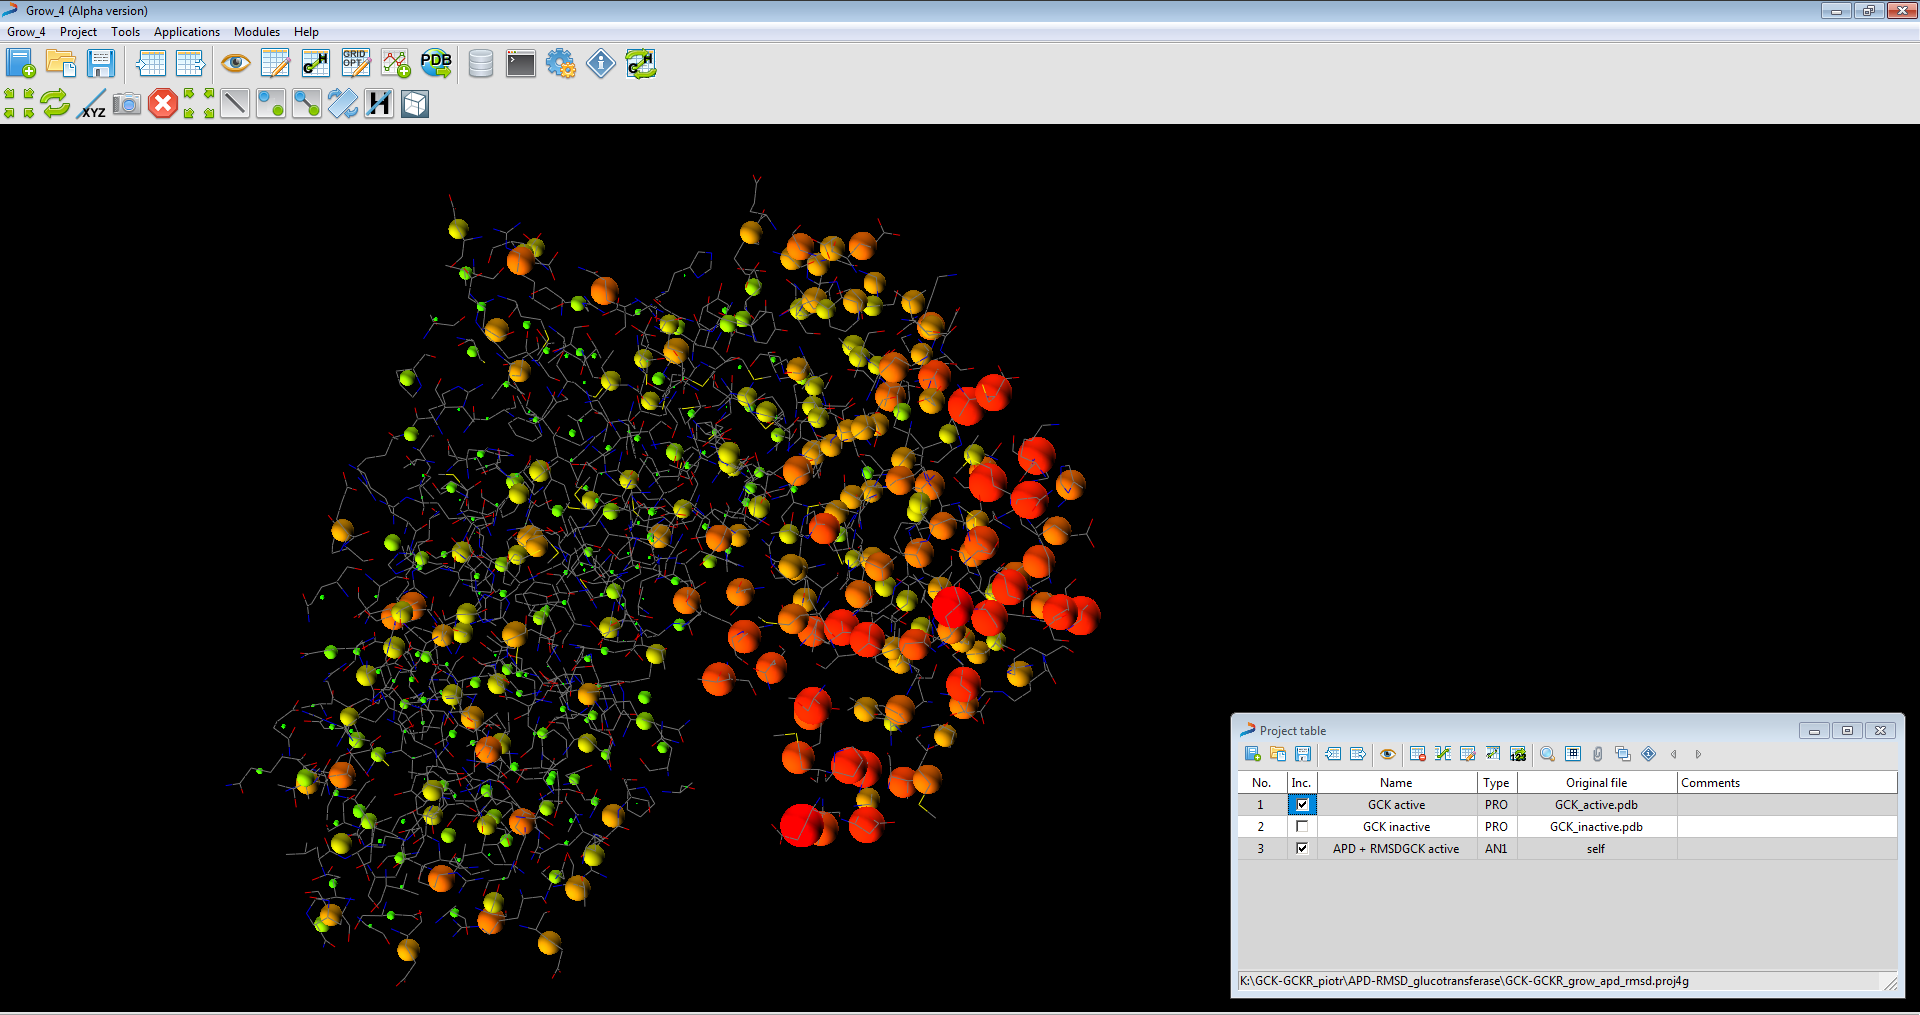 Grow_4 (Alpha version)
Grow_4 Project Tools Applications Modules Help
GRID
OPT
PDB
C H
XYZ
H
Project table
123
No. Inc. Name Type Original file Comments
1 GCK active PRO GCK_active.pdb
2 GCK inactive PRO GCK_inactive.pdb
3 APD + RMSDGCK active AN1 self
K:\GCK-GCKR_piotr\APD-RMSD_glucotransferase\GCK-GCKR_grow_apd_rmsd.proj4g